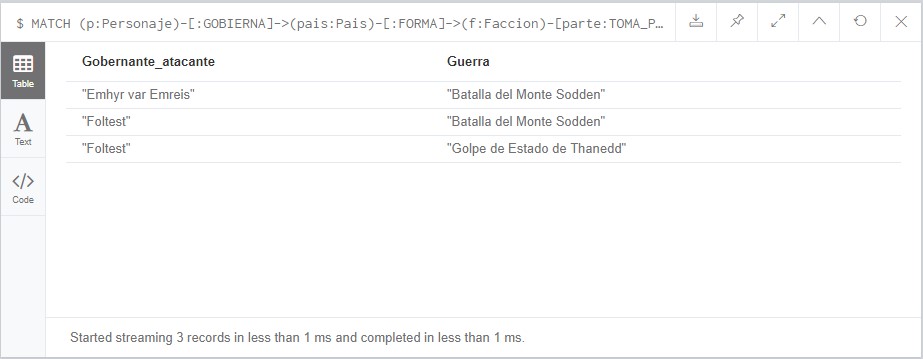 $ MATCH (p:Personaje)-[:GOBIERNA]->(pais:Pais)-[:FORMA]->(f:Faccion)-[parte:TOMA_P…
Table
Text
Code
Gobernante_atacante Guerra
"Emhyr var Emreis" "Batalla del Monte Sodden"
"Foltest" "Batalla del Monte Sodden"
"Foltest" "Golpe de Estado de Thanedd"
Started streaming 3 records in less than 1 ms and completed in less than 1 ms.